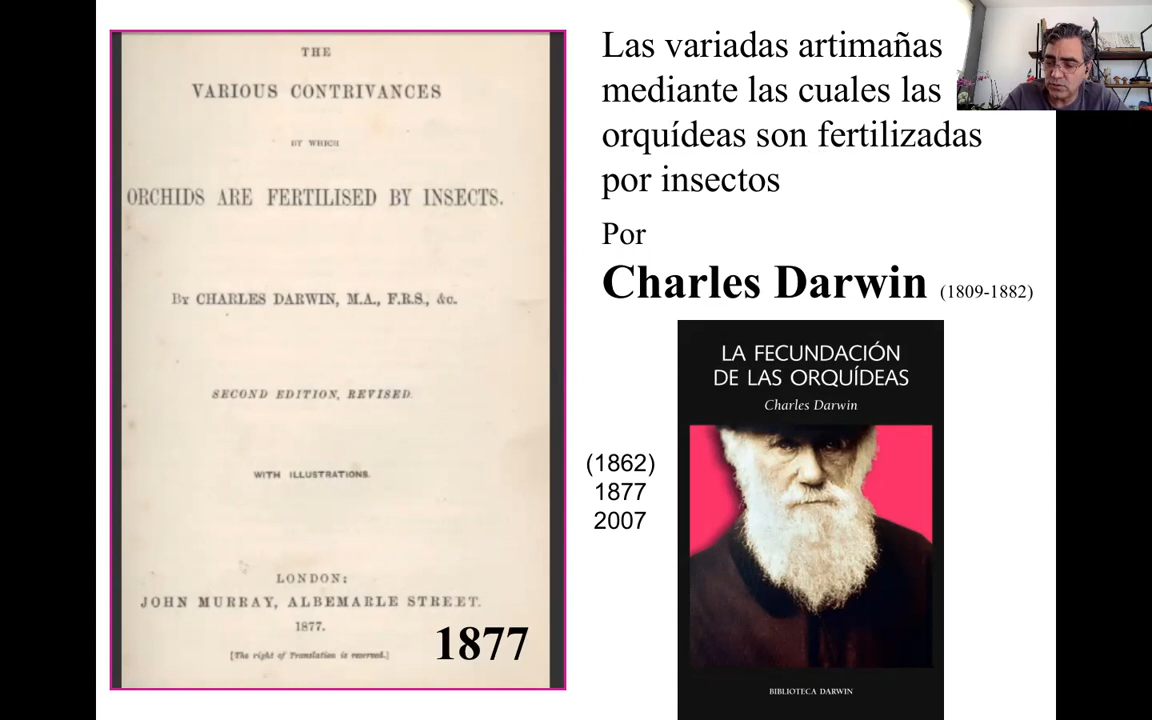 THE
VARIOUS CONTRIVANCES
BY WHICH
ORCHIDS ARE FERTILISED BY INSECTS.
By CHARLES DARWIN, M.A., F.R.S., &c.
SECOND EDITION, REVISED.
WITH ILLUSTRATIONS.
LONDON:
JOHN MURRAY, ALBEMARLE STREET.
1877.
[The right of Translation is reserved.]
1877
Las variadas artimañas
mediante las cuales las
orquídeas son fertilizadas
por insectos
Por
Charles Darwin (1809-1882)
(1862)
1877
2007
LA FECUNDACIÓN
DE LAS ORQUÍDEAS
Charles Darwin
BIBLIOTECA DARWIN